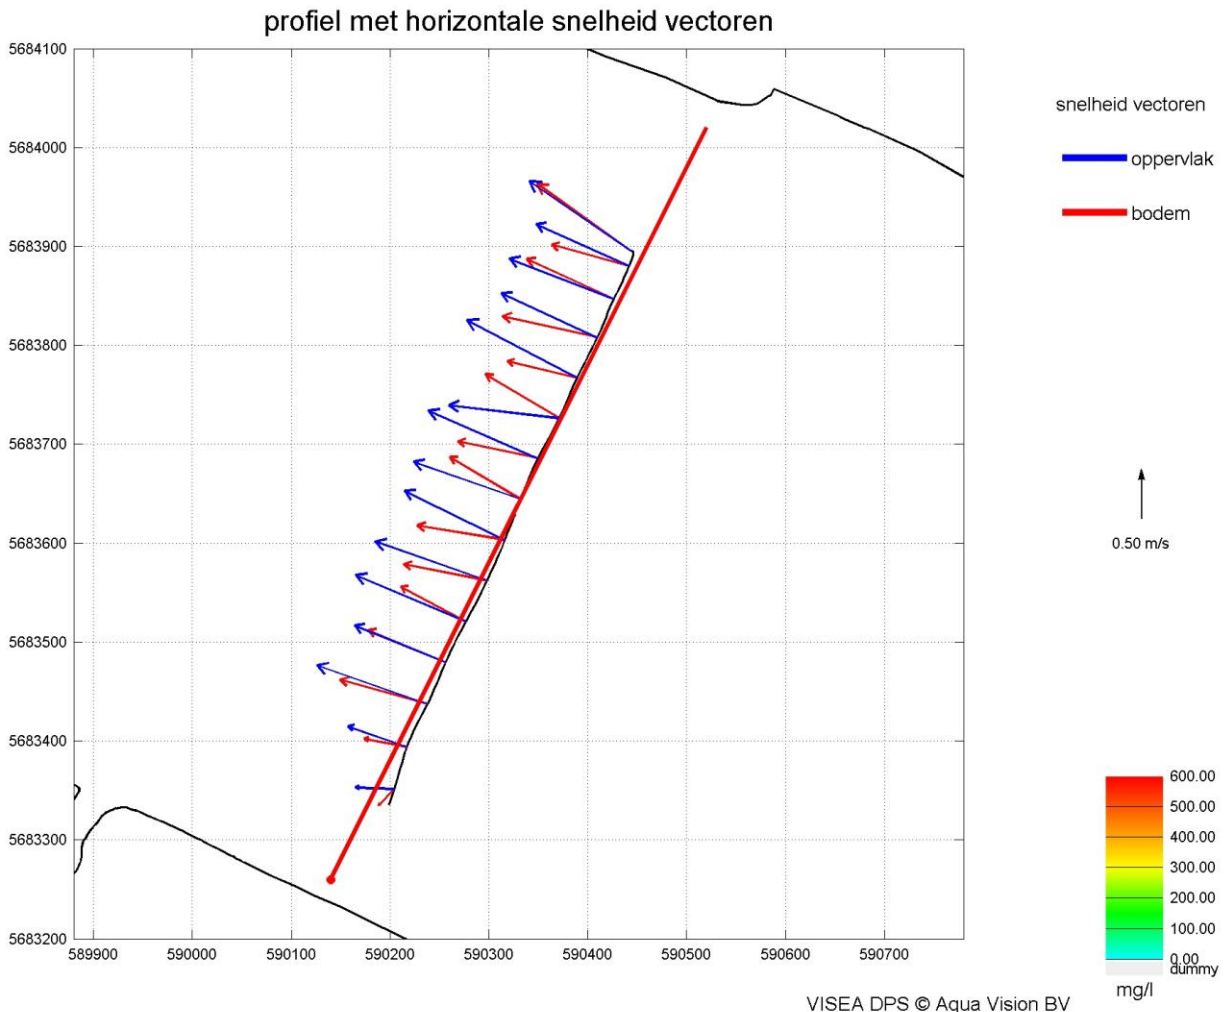 profiel met horizontale snelheid vectoren
5684100
5684000
5683900
5683800
5683700
5683600
5683500
5683400
5683300
5683200
589900 590000 590100 590200 590300 590400 590500 590600 590700
snelheid vectoren
oppervlak
bodem
0.50 m/s
600.00
500.00
400.00
300.00
200.00
100.00
0.00
dummy
mg/l
VISEA DPS © Aqua Vision BV